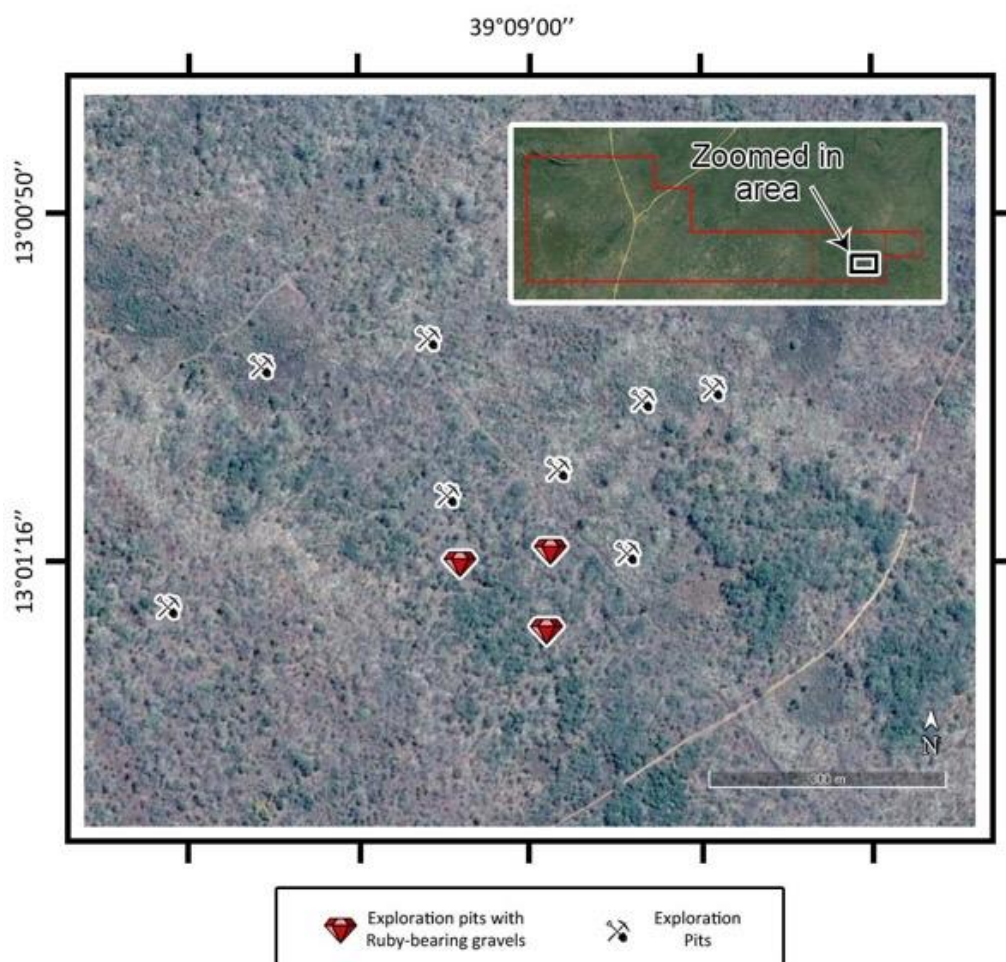 39°09’00’’
13°00’50’’
Zoomed in
area
13°01’16’’
N
300 m
Exploration pits with
Ruby-bearing gravels
Exploration
Pits